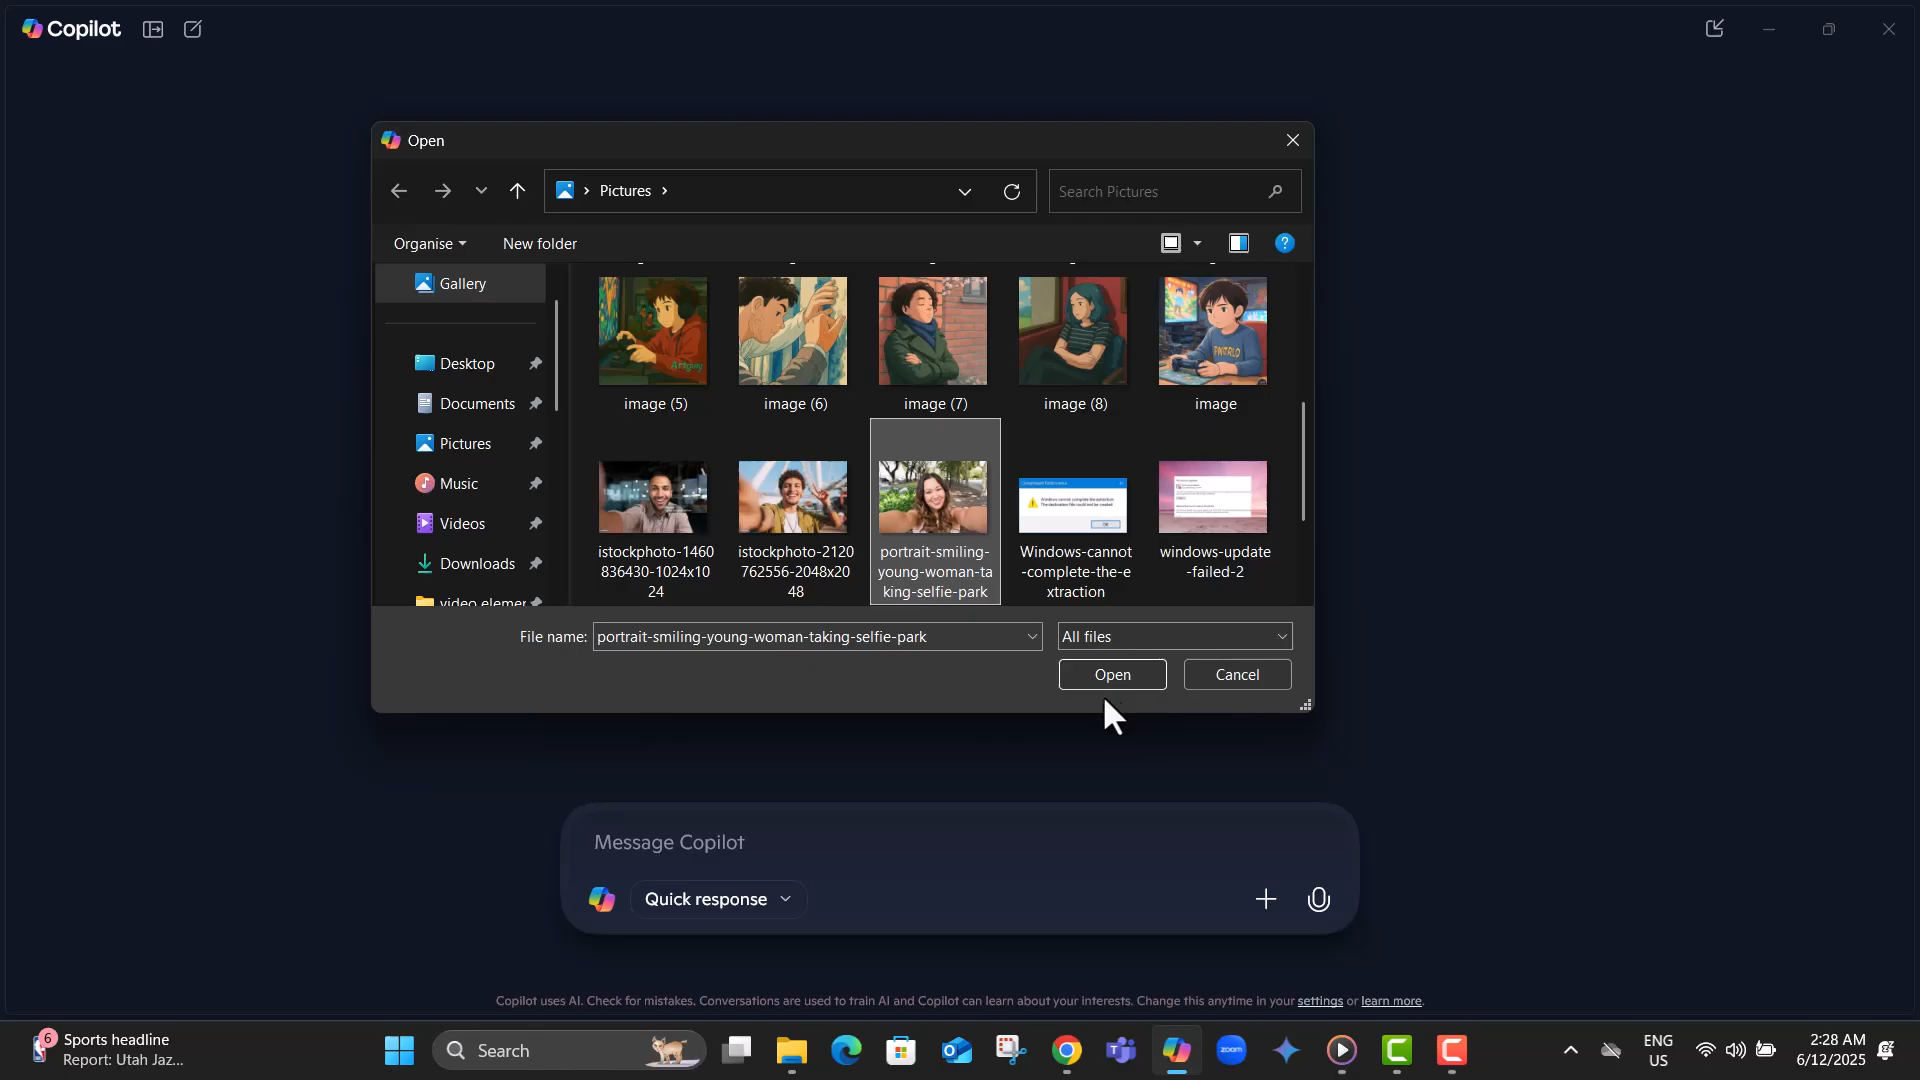 Copilot
Open
Pictures
Search Pictures
Organise
New folder
Gallery
Desktop
Documents
Pictures
Music
Videos
Downloads
video elemer
image (5)
image (6)
image (7)
image (8)
image
istockphoto-1460
836430-1024x10
24
istockphoto-2120
762556-2048x20
48
portrait-smiling-
young-woman-ta
king-selfie-park
Windows-cannot
-complete-the-e
xtraction
windows-update
-failed-2
File name:
portrait-smiling-young-woman-taking-selfie-park
All files
Open
Cancel
Message Copilot
Quick response
Copilot uses AI. Check for mistakes. Conversations are used to train AI and Copilot can learn about your interests. Change this anytime in your settings or learn more.
6
Sports headline
Report: Utah Jaz...
Search
zoom
ENG
US
2:28 AM
6/12/2025